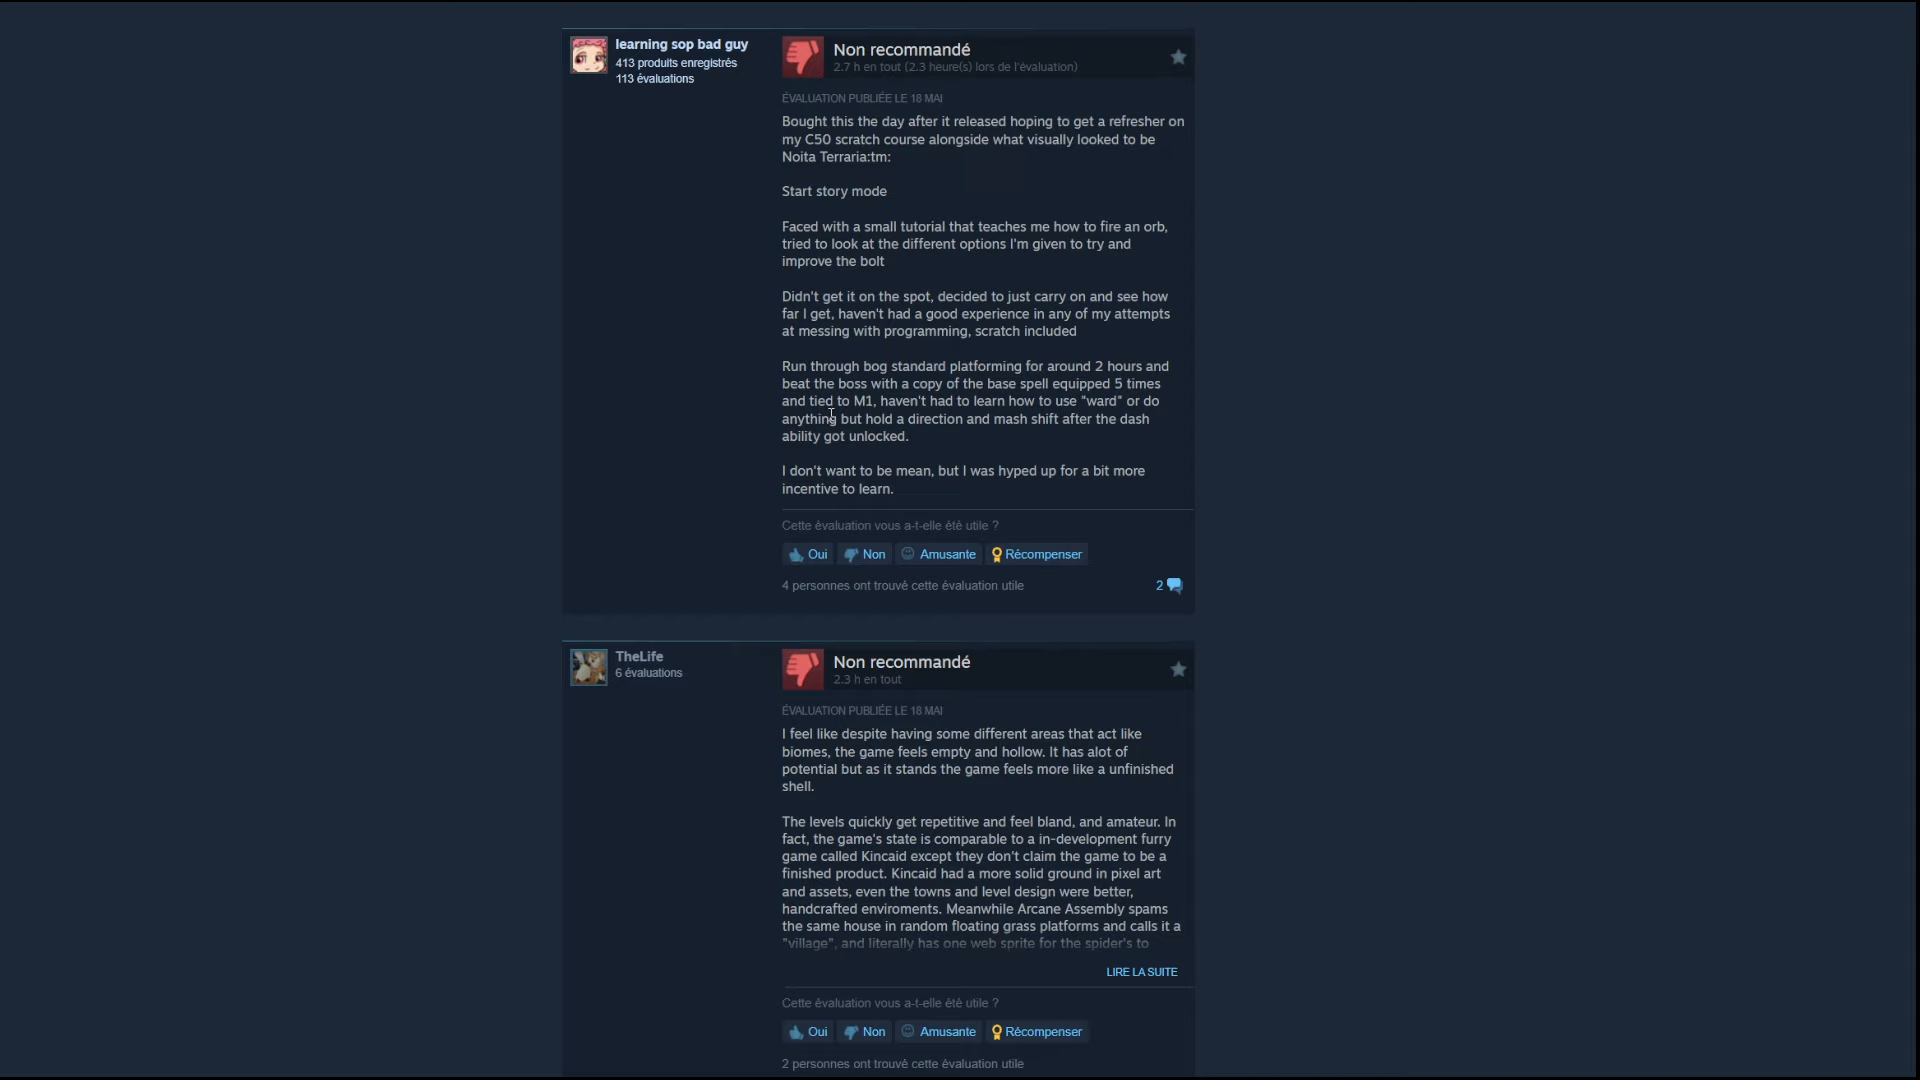 learning sop bad guy
413 produits enregistrés
113 évaluations
Non recommandé
2.7 h en tout (2.3 heure(s) lors de l'évaluation)
ÉVALUATION PUBLIÉE LE 18 MAI
Bought this the day after it released hoping to get a refresher on
my C50 scratch course alongside what visually looked to be
Noita Terraria:tm:
Start story mode
Faced with a small tutorial that teaches me how to fire an orb,
tried to look at the different options I'm given to try and
improve the bolt
Didn't get it on the spot, decided to just carry on and see how
far I get, haven't had a good experience in any of my attempts
at messing with programming, scratch included
Run through bog standard platforming for around 2 hours and
beat the boss with a copy of the base spell equipped 5 times
and tied to M1, haven't had to learn how to use "ward" or do
anything but hold a direction and mash shift after the dash
ability got unlocked.
I don't want to be mean, but I was hyped up for a bit more
incentive to learn.
Cette évaluation vous a-t-elle été utile ?
Oui Non Amusante Récompenser
4 personnes ont trouvé cette évaluation utile
2
TheLife
6 évaluations
Non recommandé
2.3 h en tout
ÉVALUATION PUBLIÉE LE 18 MAI
I feel like despite having some different areas that act like
biomes, the game feels empty and hollow. It has alot of
potential but as it stands the game feels more like a unfinished
shell.
The levels quickly get repetitive and feel bland, and amateur. In
fact, the game's state is comparable to a in-development furry
game called Kincaid except they don't claim the game to be a
finished product. Kincaid had a more solid ground in pixel art
and assets, even the towns and level design were better,
handcrafted enviroments. Meanwhile Arcane Assembly spams
the same house in random floating grass platforms and calls it a
"village", and literally has one web sprite for the spider's to
LIRE LA SUITE
Cette évaluation vous a-t-elle été utile ?
Oui Non Amusante Récompenser
2 personnes ont trouvé cette évaluation utile